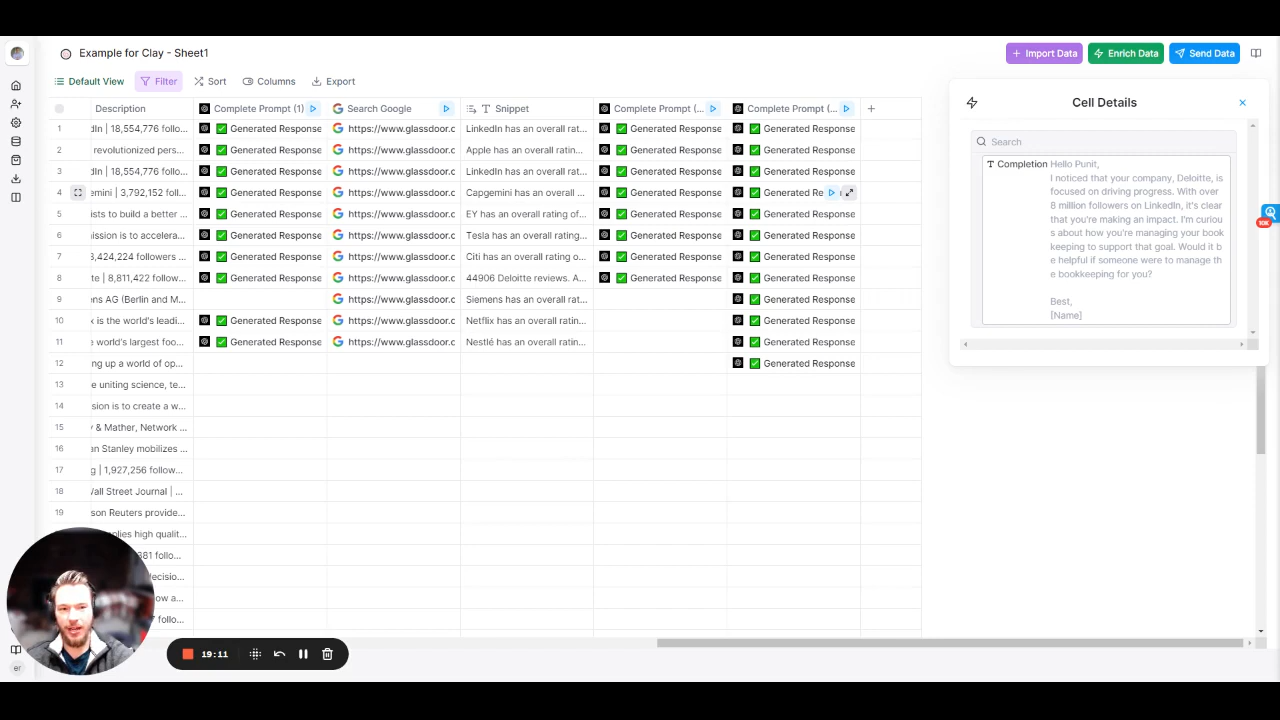 Example for Clay - Sheet1
Import Data
Enrich Data
Send Data
Default View
Filter
Sort
Columns
Export
Description Complete Prompt (1) Search Google Snippet Complete Prompt (... Complete Prompt (...
1 dIn | 18,554,776 follo... Generated Response https://www.glassdoor.c LinkedIn has an overall rat... Generated Response Generated Response
2 revolutionized pers... Generated Response https://www.glassdoor.c Apple has an overall rating... Generated Response Generated Response
3 dIn | 18,554,776 follo... Generated Response https://www.glassdoor.c LinkedIn has an overall rat... Generated Response Generated Response
4 emini | 3,792,152 foll... Generated Response https://www.glassdoor.c Capgemini has an overall ... Generated Response Generated Re
5 ists to build a better ... Generated Response https://www.glassdoor.c EY has an overall rating of... Generated Response Generated Response
6 nission is to accelera... Generated Response https://www.glassdoor.c Tesla has an overall rating... Generated Response Generated Response
7 3,424,224 followers Generated Response https://www.glassdoor.c Citi has an overall rating o... Generated Response Generated Response
8 te | 8,811,422 follow... Generated Response https://www.glassdoor.c 44906 Deloitte reviews. A... Generated Response Generated Response
9 ens AG (Berlin and M... https://www.glassdoor.c Siemens has an overall rat... Generated Response
10 x is the world's leadi... Generated Response https://www.glassdoor.c Netflix has an overall ratin... Generated Response
11 e world's largest foo... Generated Response https://www.glassdoor.c Nestlé has an overall ratin... Generated Response
12 ng up a world of op... Generated Response
13 e uniting science, te...
14 sion is to create a w...
15 y & Mather, Network ...
16 an Stanley mobilizes ...
17 g | 1,927,256 follow...
18 Wall Street Journal | ...
19 son Reuters provide...
plies high qualit...
381 follo...
decisio...
ow a...
7 follo...
Cell Details
Search
Completion Hello Punit,
I noticed that your company, Deloitte, is
focused on driving progress. With over
8 million followers on LinkedIn, it's clear
that you're making an impact. I'm curiou
s about how you're managing your book
keeping to support that goal. Would it b
e helpful if someone were to manage th
e bookkeeping for you?
Best,
[Name]
10K
19:11
er